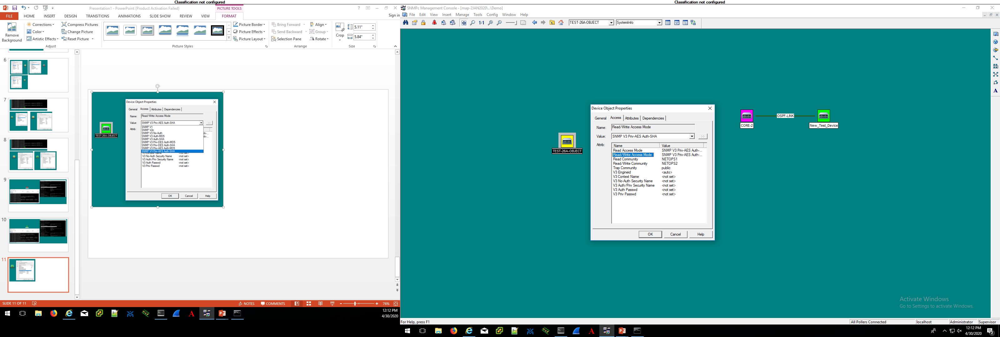 Classification not configured
Presentation1 - PowerPoint (Product Activation Failed)
PICTURE TOOLS
FILE HOME INSERT DESIGN TRANSITIONS ANIMATIONS SLIDE SHOW REVIEW VIEW FORMAT Sign in
Remove Background
Corrections
Color
Artistic Effects
Compress Pictures
Change Picture
Reset Picture
Adjust
Picture Styles
Picture Border
Picture Effects
Picture Layout
Bring Forward
Send Backward
Selection Pane
Align
Group
Rotate
Arrange
Crop
5.11"
5.84"
Size
6
7
8
9
10
11
Device Object Properties
General Access Attributes Dependencies
Name: Read/Write Access Mode
Value: SNMP V3 Priv-AES Auth-SHA >>
Attrib:
SNMP V1
SNMP V2c
SNMP V3 No-Auth
SNMP V3 Auth-MD5
SNMP V3 Auth-SHA
SNMP V3 Priv-DES Auth-MD5
SNMP V3 Priv-DES Auth-SHA
SNMP V3 Priv-AES Auth-MD5
SNMP V3 Priv-AES Auth-SHA
V3 Context Name <not set>
V3 No-Auth Security Name <not set>
V3 Auth/Priv Security Name <not set>
V3 Auth Passwd <not set>
V3 Priv Passwd <not set>
OK Cancel Help
TEST-26A-OBJECT
SLIDE 11 OF 11
NOTES COMMENTS 76%
12:12 PM
4/30/2020
Classification not configured
SNMPc Management Console - [map-2JAN2020\..\Demo]
File Edit View Insert Manage Tools Config Window Help
1:1
TEST-26A-OBJECT
SystemInfo
A
TEST-26A-OBJECT
Device Object Properties
General Access Attributes Dependencies
Name: Read/Write Access Mode
Value: SNMP V3 Priv-AES Auth-SHA >>
Attrib:
Name Value
Read Access Mode SNMP V3 Priv-AES Auth-...
Read/Write Access Mode SNMP V3 Priv-AES Auth-...
Read Community NETOPS1
Read/Write Community NETOPS2
Trap Community public
V3 Engineid <auto>
V3 Context Name <not set>
V3 No-Auth Security Name <not set>
V3 Auth/Priv Security Name <not set>
V3 Auth Passwd <not set>
V3 Priv Passwd <not set>
OK Cancel Help
OSPF-LINK
CORE-2
New_Test_Device
Activate Windows
Go to Settings to activate Windows.
For Help, press F1
All Pollers Connected localhost Administrator Supervisor
12:12 PM
4/30/2020
2